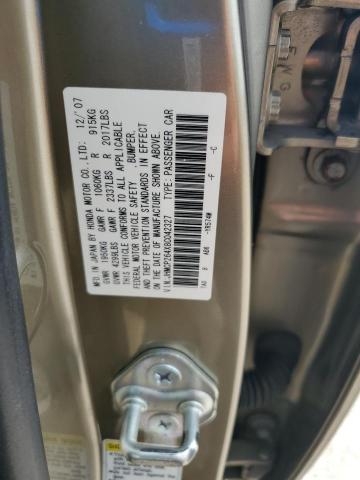 MFD. IN JAPAN BY HONDA MOTOR CO., LTD. 12/'07
GVWR 1950KG GAWR F 1060KG R 915KG
GVWR 4299LBS GAWR F 2337LBS R 2017LBS
THIS VEHICLE CONFORMS TO ALL APPLICABLE
FEDERAL MOTOR VEHICLE SAFETY , BUMPER,
AND THEFT PREVENTION STANDARDS IN EFFECT
ON THE DATE OF MANUFACTURE SHOWN ABOVE.
V.I.N. TYPE: PASSENGER CAR
-F -C
F W G